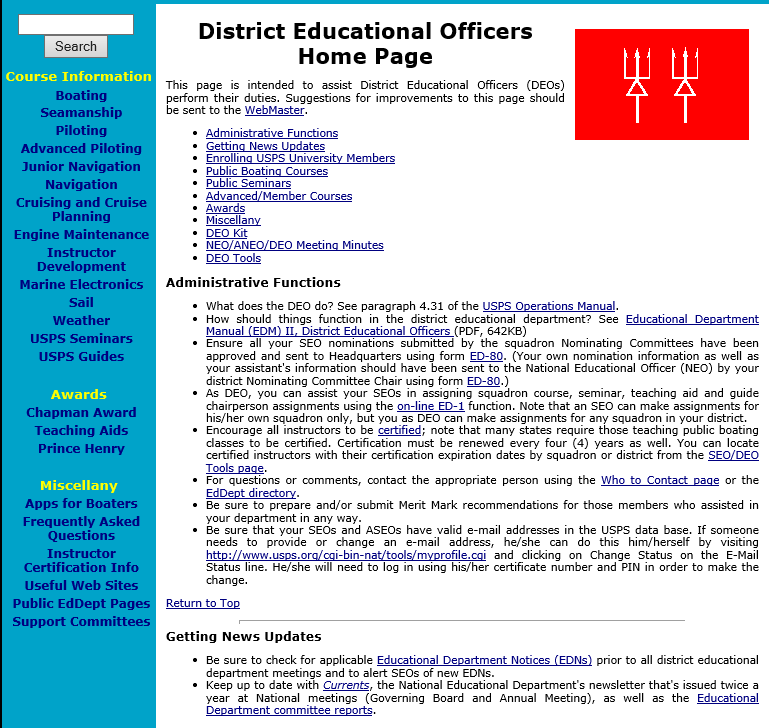 Search
Course Information
Boating
Seamanship
Piloting
Advanced Piloting
Junior Navigation
Navigation
Cruising and Cruise
Planning
Engine Maintenance
Instructor
Development
Marine Electronics
Sail
Weather
USPS Seminars
USPS Guides
Awards
Chapman Award
Teaching Aids
Prince Henry
Miscellany
Apps for Boaters
Frequently Asked
Questions
Instructor
Certification Info
Useful Web Sites
Public EdDept Pages
Support Committees
District Educational Officers
Home Page
This page is intended to assist District Educational Officers (DEOs)
perform their duties. Suggestions for improvements to this page should
be sent to the WebMaster.
• Administrative Functions
• Getting News Updates
• Enrolling USPS University Members
• Public Boating Courses
• Public Seminars
• Advanced/Member Courses
• Awards
• Miscellany
• DEO Kit
• NEO/ANEO/DEO Meeting Minutes
• DEO Tools
Administrative Functions
• What does the DEO do? See paragraph 4.31 of the USPS Operations Manual.
• How should things function in the district educational department? See Educational Department
Manual (EDM) II, District Educational Officers (PDF, 642KB)
• Ensure all your SEO nominations submitted by the squadron Nominating Committees have been
approved and sent to Headquarters using form ED-80. (Your own nomination information as well as
your assistant's information should have been sent to the National Educational Officer (NEO) by your
district Nominating Committee Chair using form ED-80.)
• As DEO, you can assist your SEOs in assigning squadron course, seminar, teaching aid and guide
chairperson assignments using the on-line ED-1 function. Note that an SEO can make assignments for
his/her own squadron only, but you as DEO can make assignments for any squadron in your district.
• Encourage all instructors to be certified; note that many states require those teaching public boating
classes to be certified. Certification must be renewed every four (4) years as well. You can locate
certified instructors with their certification expiration dates by squadron or district from the SEO/DEO
Tools page.
• For questions or comments, contact the appropriate person using the Who to Contact page or the
EdDept directory.
• Be sure to prepare and/or submit Merit Mark recommendations for those members who assisted in
your department in any way.
• Be sure that your SEOs and ASEOs have valid e-mail addresses in the USPS data base. If someone
needs to provide or change an e-mail address, he/she can do this him/herself by visiting
http://www.usps.org/cgi-bin-nat/tools/myprofile.cgi and clicking on Change Status on the E-Mail
Status line. He/she will need to log in using his/her certificate number and PIN in order to make the
change.
Return to Top
Getting News Updates
• Be sure to check for applicable Educational Department Notices (EDNs) prior to all district educational
department meetings and to alert SEOs of new EDNs.
• Keep up to date with Currents, the National Educational Department's newsletter that's issued twice a
year at National meetings (Governing Board and Annual Meeting), as well as the Educational
Department committee reports.